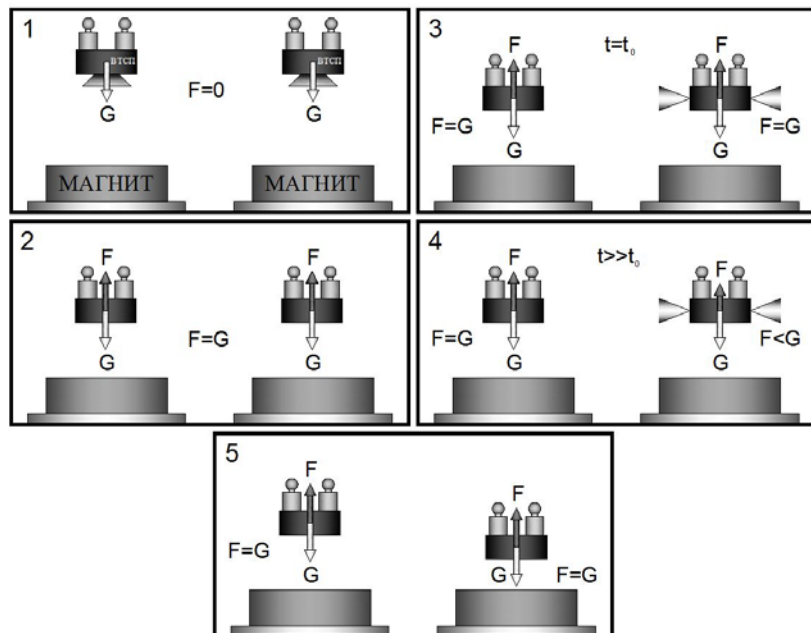 1
ВТСП ВТСП
F=0
G G
МАГНИТ МАГНИТ
2
F F
F=G
G G
3
F t=t₀ F
F=G F=G
G G
4
F t>>t₀ F
F=G F<G
G G
5
F F
F=G
G G F=G